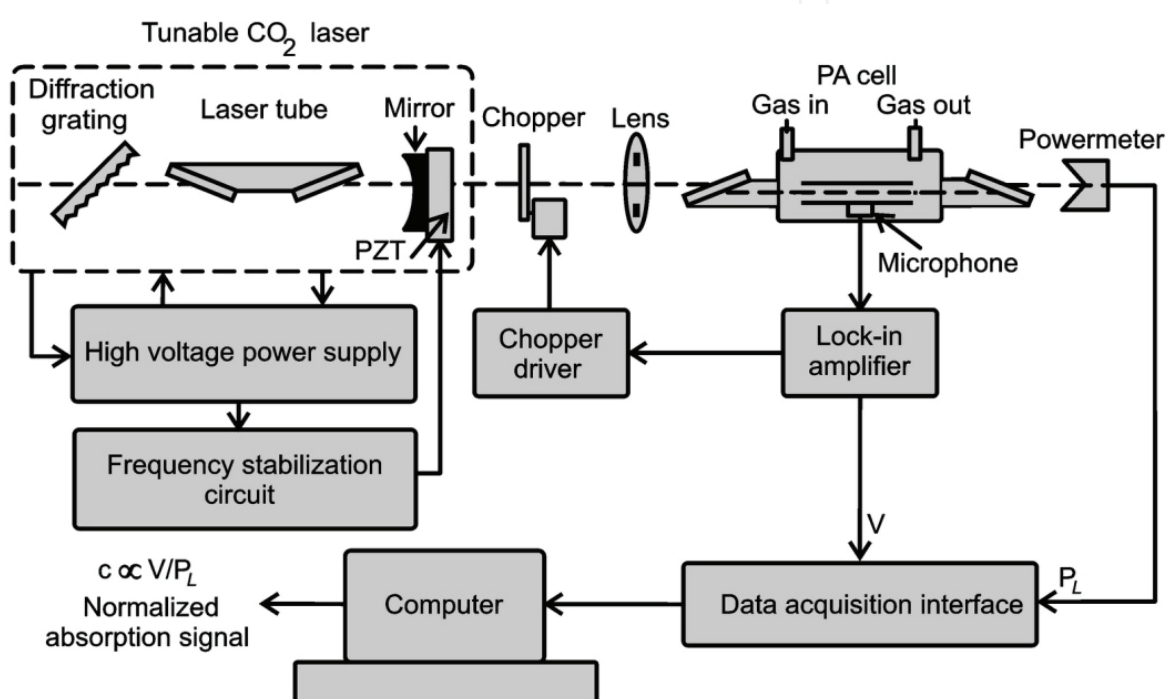 Tunable CO₂ laser
Diffraction
grating
Laser tube
Mirror
PZT
Chopper
Lens
PA cell
Gas in
Gas out
Powermeter
Microphone
High voltage power supply
Chopper
driver
Lock-in
amplifier
Frequency stabilization
circuit
V
P_L
c ∝ V/P_L
Normalized
absorption signal
Computer
Data acquisition interface